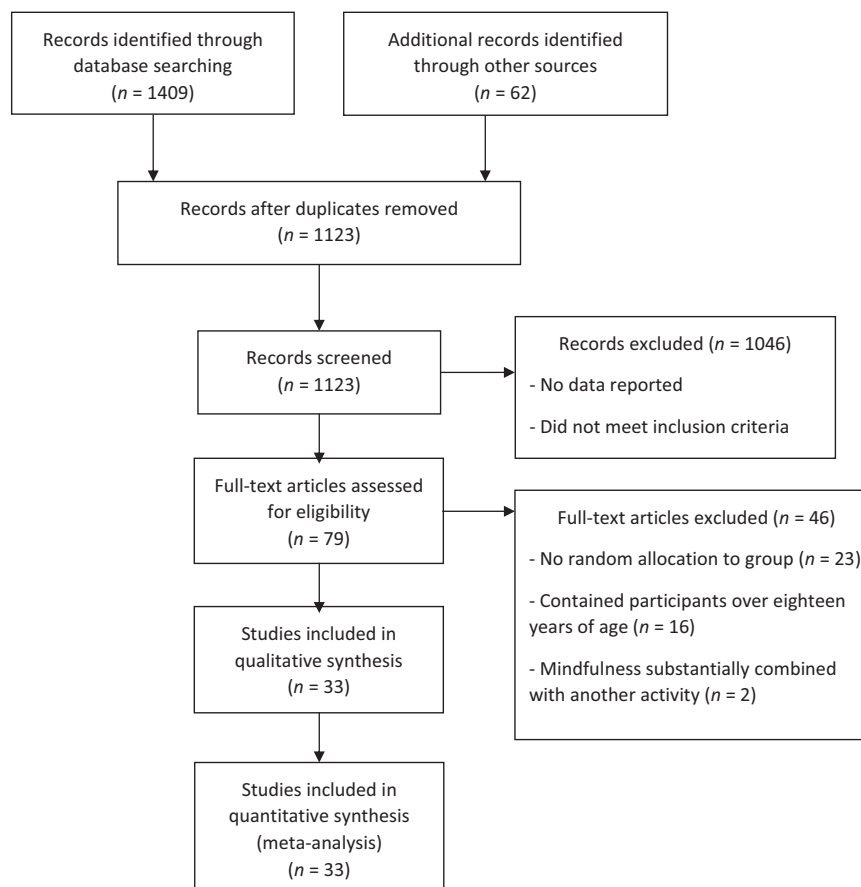 Records identified through
database searching
(n = 1409)
Additional records identified
through other sources
(n = 62)
Records after duplicates removed
(n = 1123)
Records screened
(n = 1123)
Records excluded (n = 1046)
- No data reported
- Did not meet inclusion criteria
Full-text articles assessed
for eligibility
(n = 79)
Full-text articles excluded (n = 46)
- No random allocation to group (n = 23)
- Contained participants over eighteen
years of age (n = 16)
- Mindfulness substantially combined
with another activity (n = 2)
Studies included in
qualitative synthesis
(n = 33)
Studies included in
quantitative synthesis
(meta-analysis)
(n = 33)